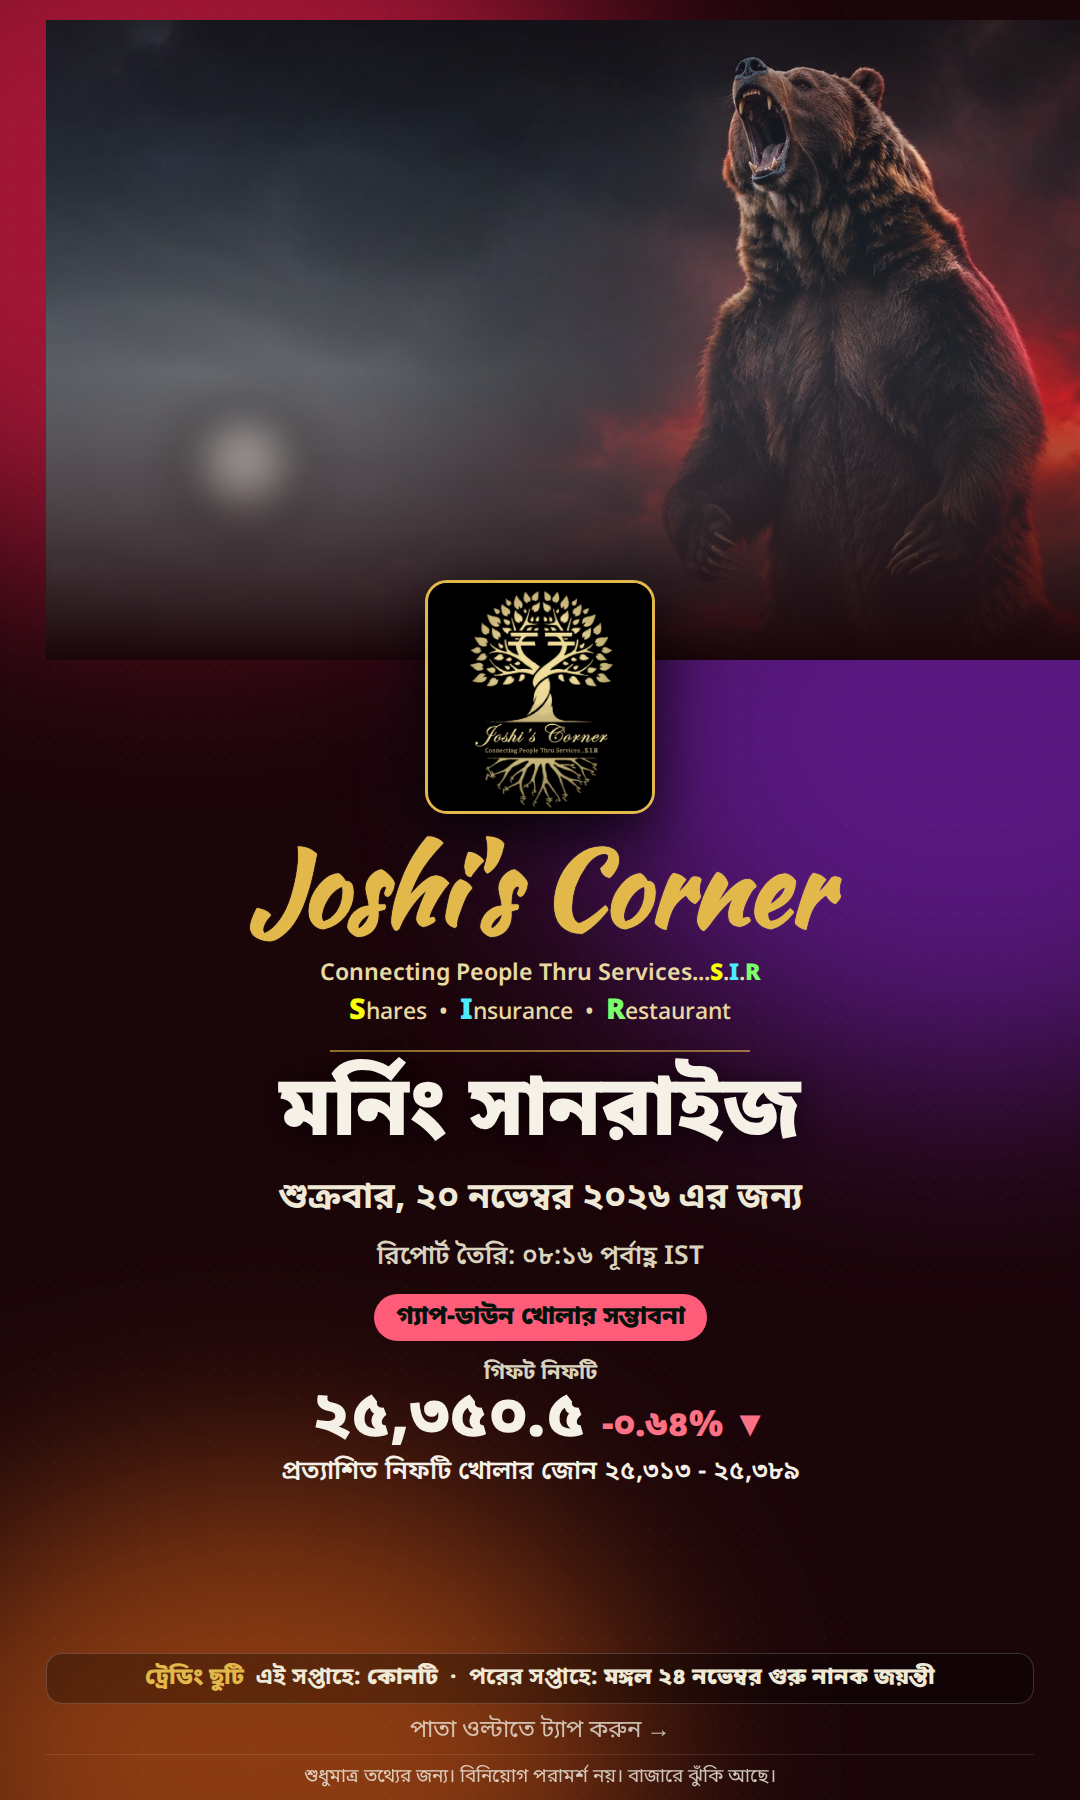 Joshi's Corner
Connecting People Thru Services...S.I.R
Joshi's Corner
Connecting People Thru Services...S.I.R
Shares • Insurance • Restaurant
মর্নিং সানরাইজ
শুক্রবার, ২০ নভেম্বর ২০২৬ এর জন্য
রিপোর্ট তৈরি: ০৮:১৬ পূর্বাহ্ণ IST
গ্যাপ-ডাউন খোলার সম্ভাবনা
গিফট নিফটি
২৫,৩৫০.৫ -০.৬৪% ▼
প্রত্যাশিত নিফটি খোলার জোন ২৫,৩১৩ - ২৫,৩৮৯
ট্রেডিং ছুটি এই সপ্তাহে: কোনটি · পরের সপ্তাহে: মঙ্গল ২৪ নভেম্বর গুরু নানক জয়ন্তী
পাতা ওল্টাতে ট্যাপ করুন →
শুধুমাত্র তথ্যের জন্য। বিনিয়োগ পরামর্শ নয়। বাজারে ঝুঁকি আছে।